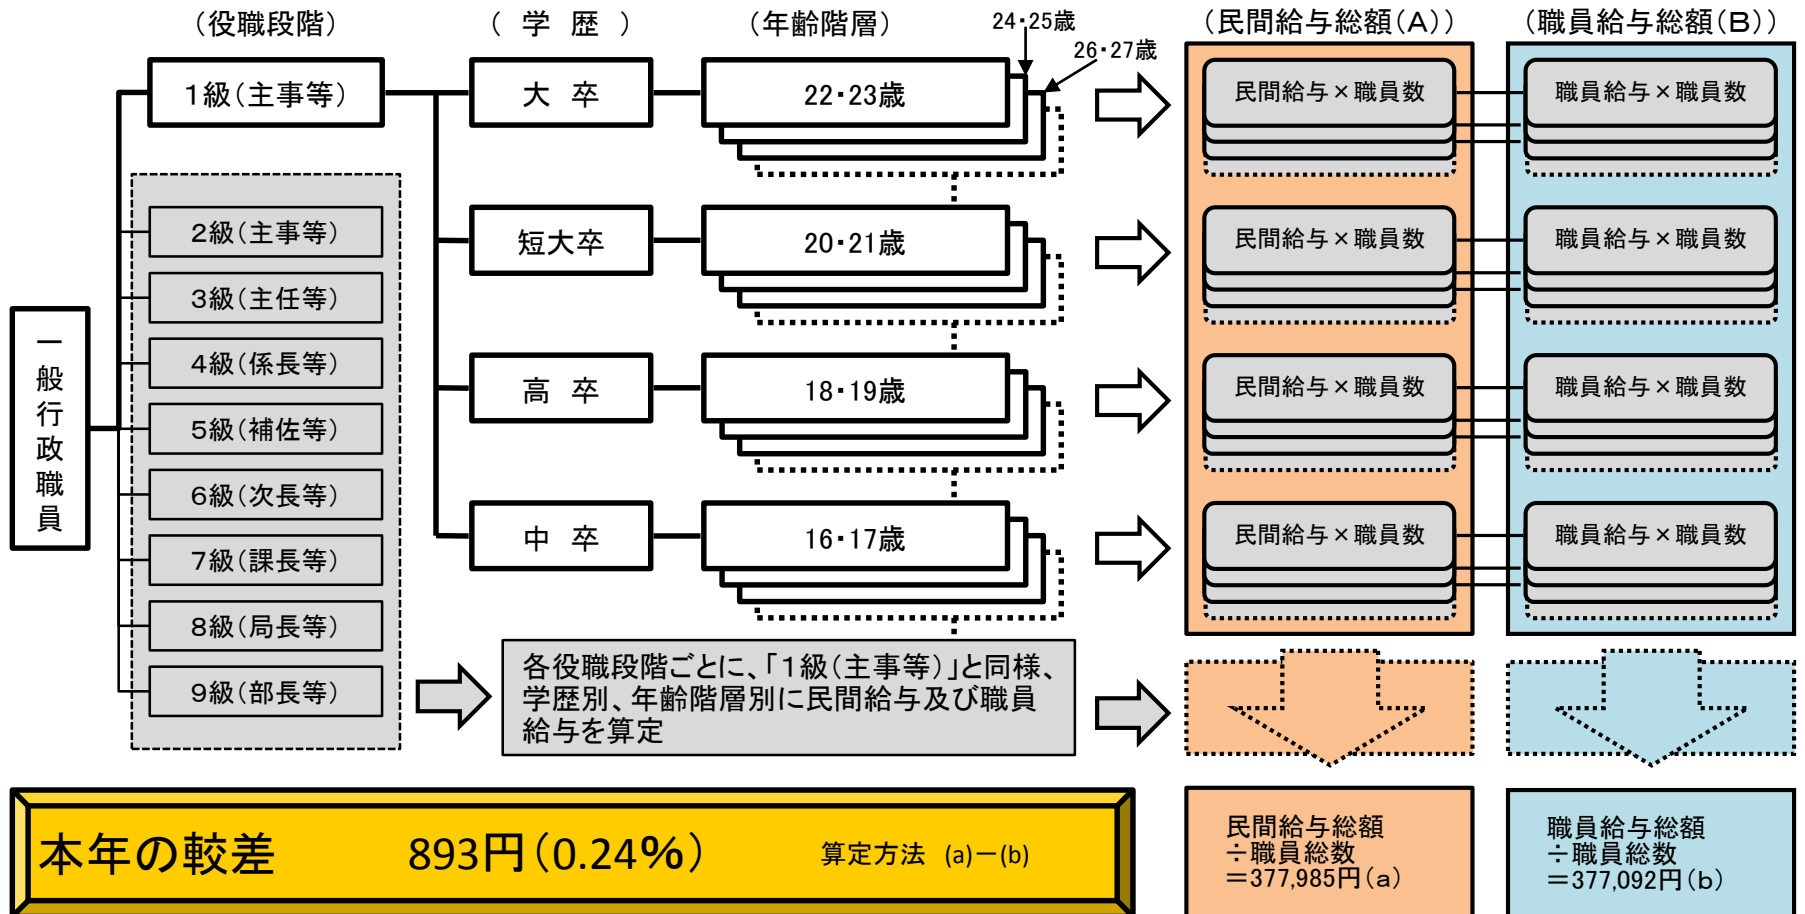 （役職段階）
（ 学 歴 ）
（年齢階層）
24・25歳
26・27歳
（民間給与総額（A））
（職員給与総額（B））
一般行政職員
１級（主事等）
２級（主事等）
３級（主任等）
４級（係長等）
５級（補佐等）
６級（次長等）
７級（課長等）
８級（局長等）
９級（部長等）
大 卒
22・23歳
民間給与×職員数
職員給与×職員数
短大卒
20・21歳
民間給与×職員数
職員給与×職員数
高 卒
18・19歳
民間給与×職員数
職員給与×職員数
中 卒
16・17歳
民間給与×職員数
職員給与×職員数
各役職段階ごとに、「１級（主事等）」と同様、
学歴別、年齢階層別に民間給与及び職員
給与を算定
本年の較差 893円（0.24%） 算定方法 (a)－(b)
民間給与総額
÷職員総数
＝377,985円（a）
職員給与総額
÷職員総数
＝377,092円（b）